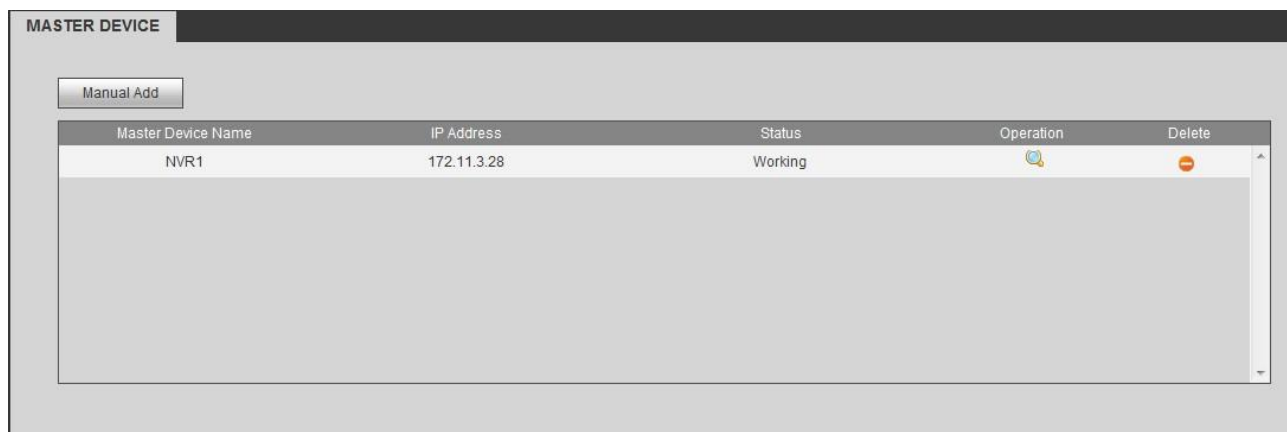 MASTER DEVICE
Manual Add
Master Device Name IP Address Status Operation Delete
NVR1 172.11.3.28 Working